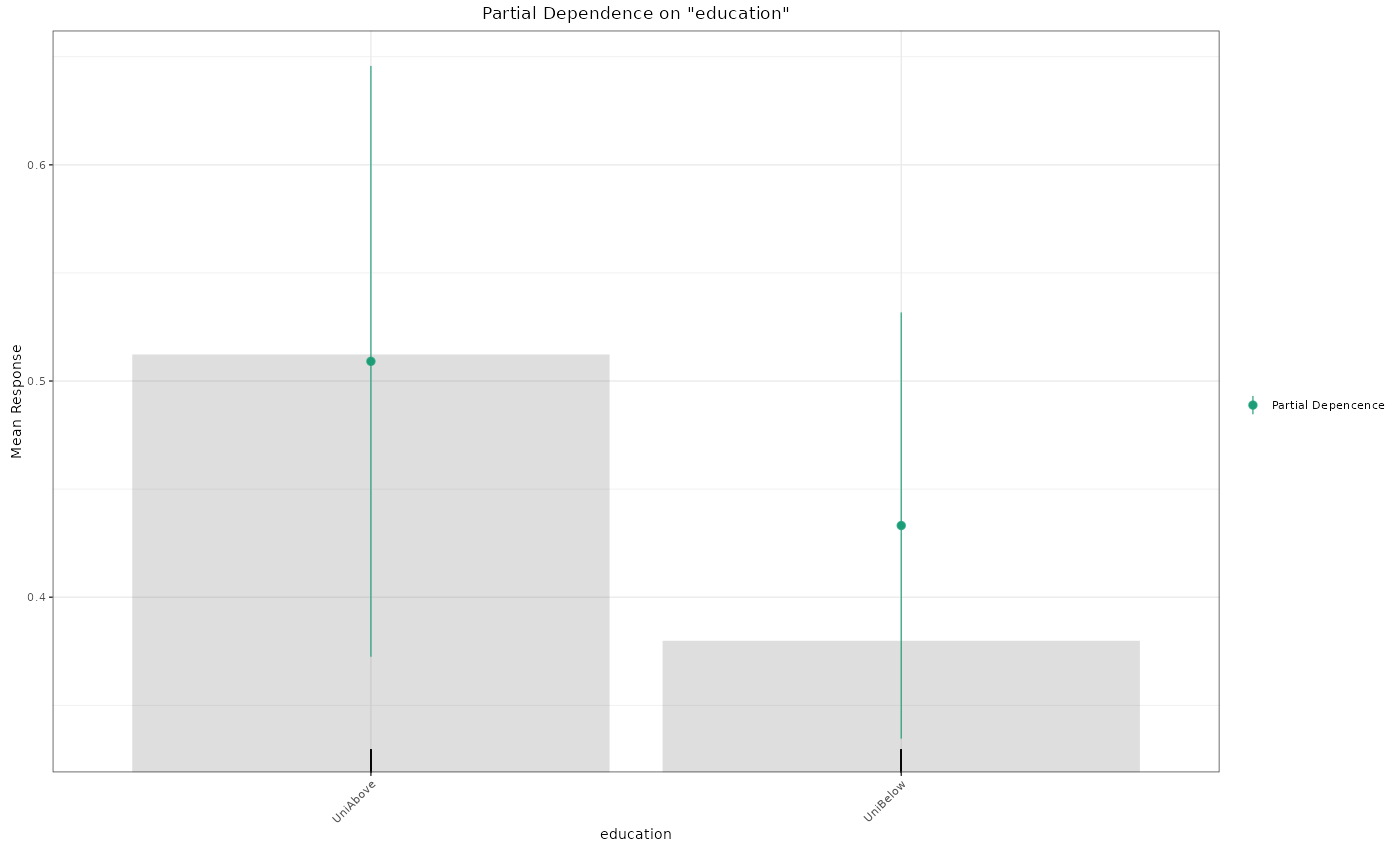 Partial Dependence on "education"
Mean Response
0.6
0.5
0.4
UniAbove
UniBelow
education
Partial Depencence